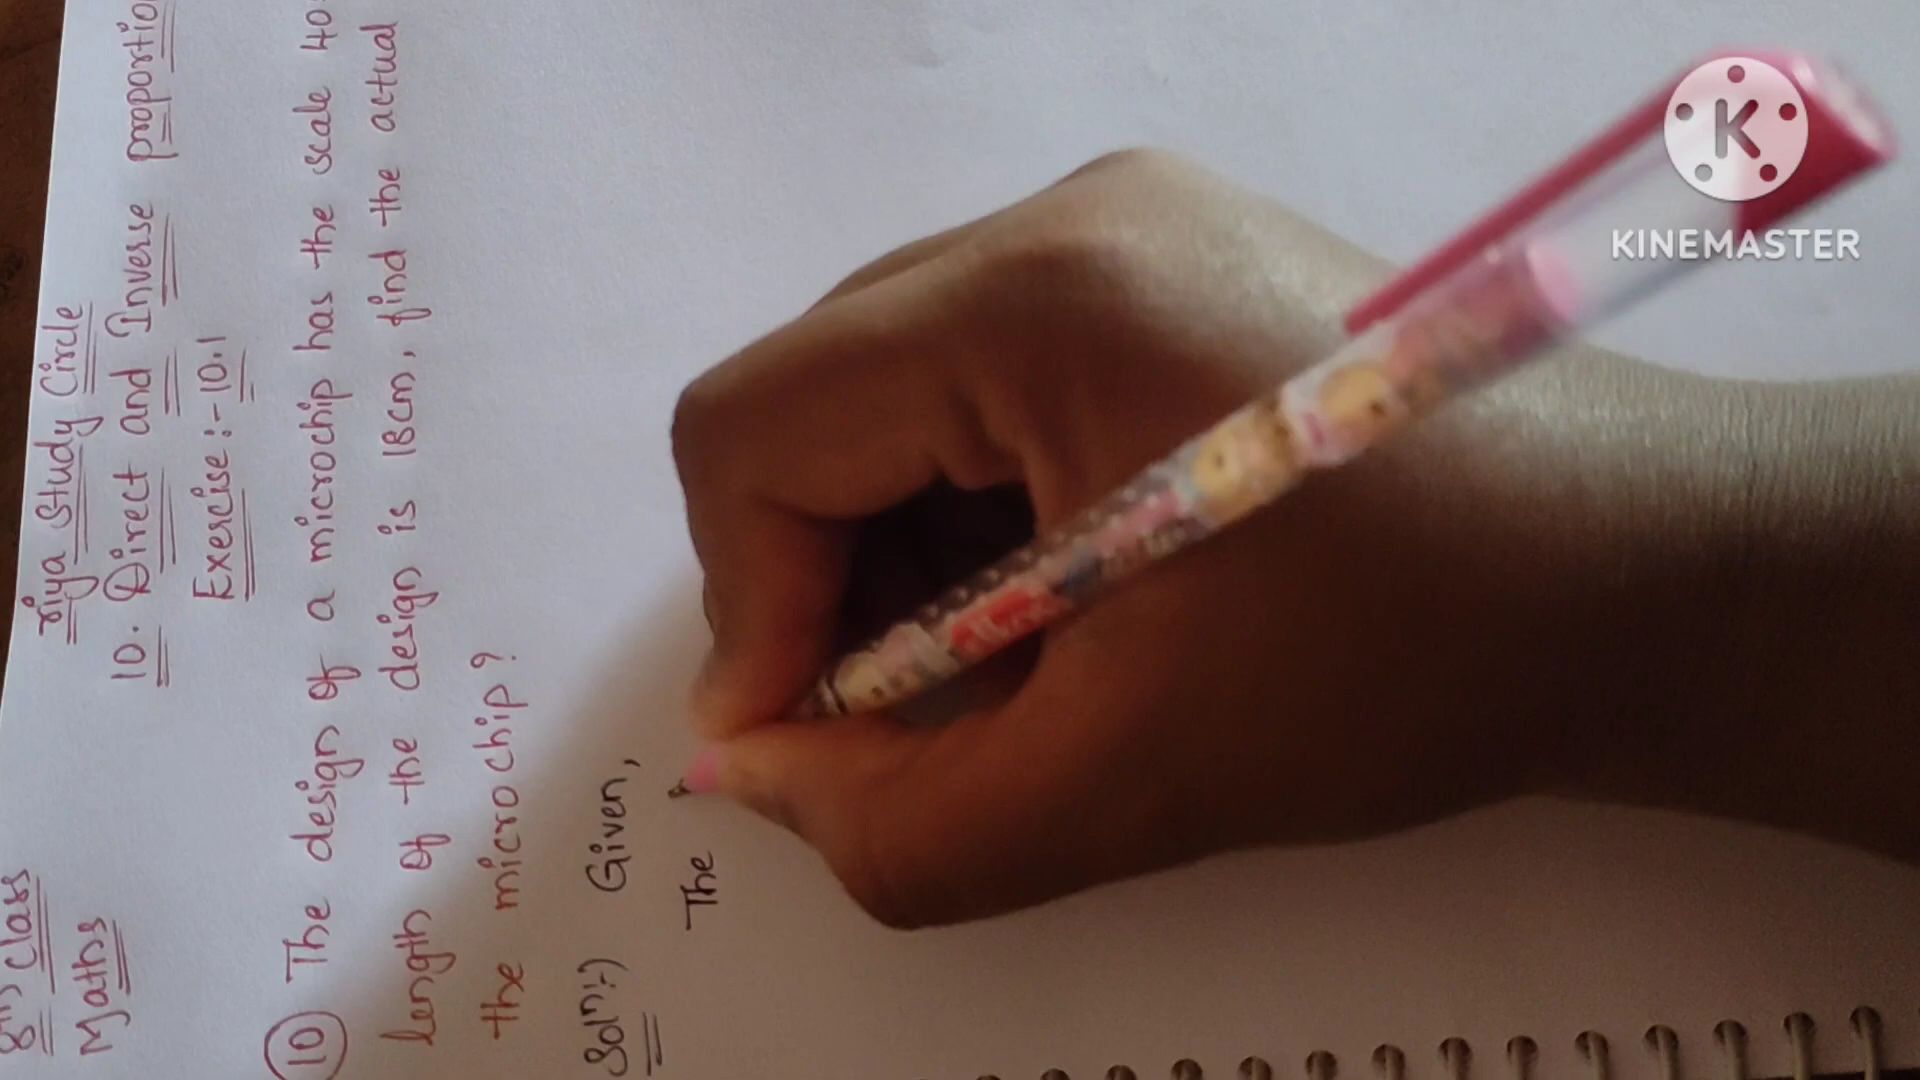 8th class
riya Study Circle
Maths
10. Direct and Inverse proportio
Exercise:-10.1
10 The design of a microchip has the scale 40:
length of the design is 18cm, find the actual
the microchip?
Solⁿ:-) Given,
The
KINEMASTER